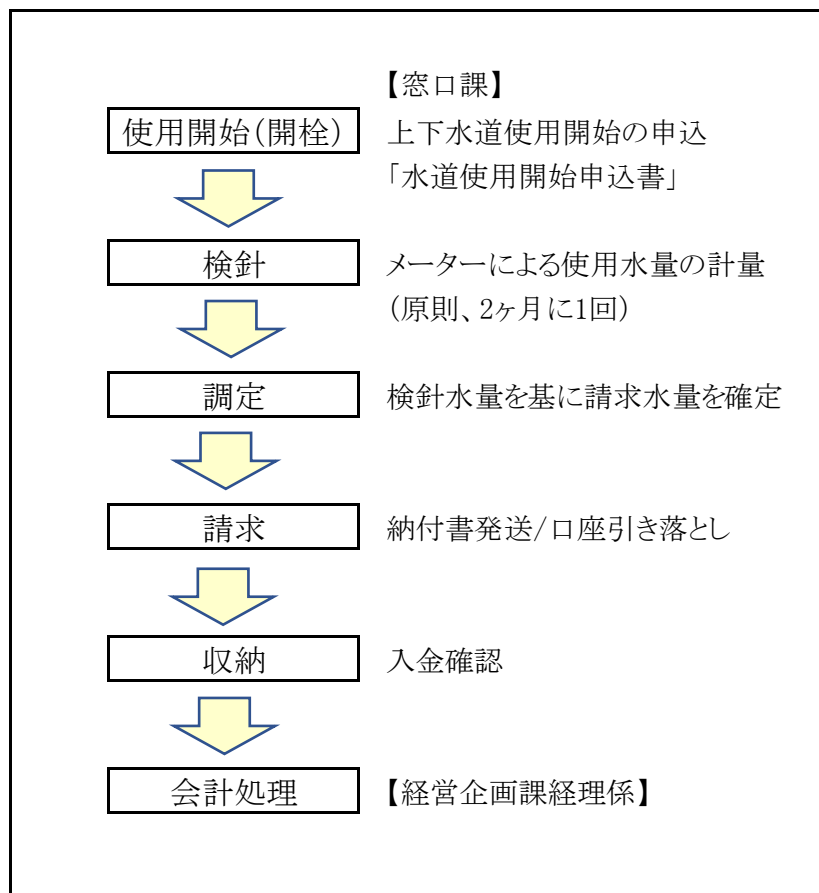 【窓口課】
使用開始(開栓) 上下水道使用開始の申込
「水道使用開始申込書」
検針 メーターによる使用水量の計量
(原則、2ヶ月に1回)
調定 検針水量を基に請求水量を確定
請求 納付書発送/口座引き落とし
収納 入金確認
会計処理 【経営企画課経理係】